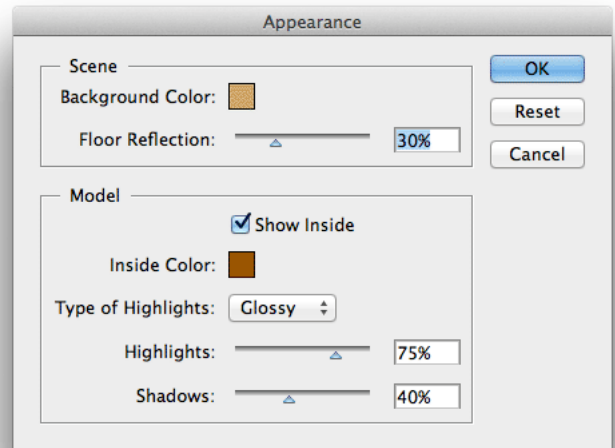 Appearance
Scene
Background Color:
Floor Reflection: 30%
OK
Reset
Cancel
Model
Show Inside
Inside Color:
Type of Highlights: Glossy
Highlights: 75%
Shadows: 40%